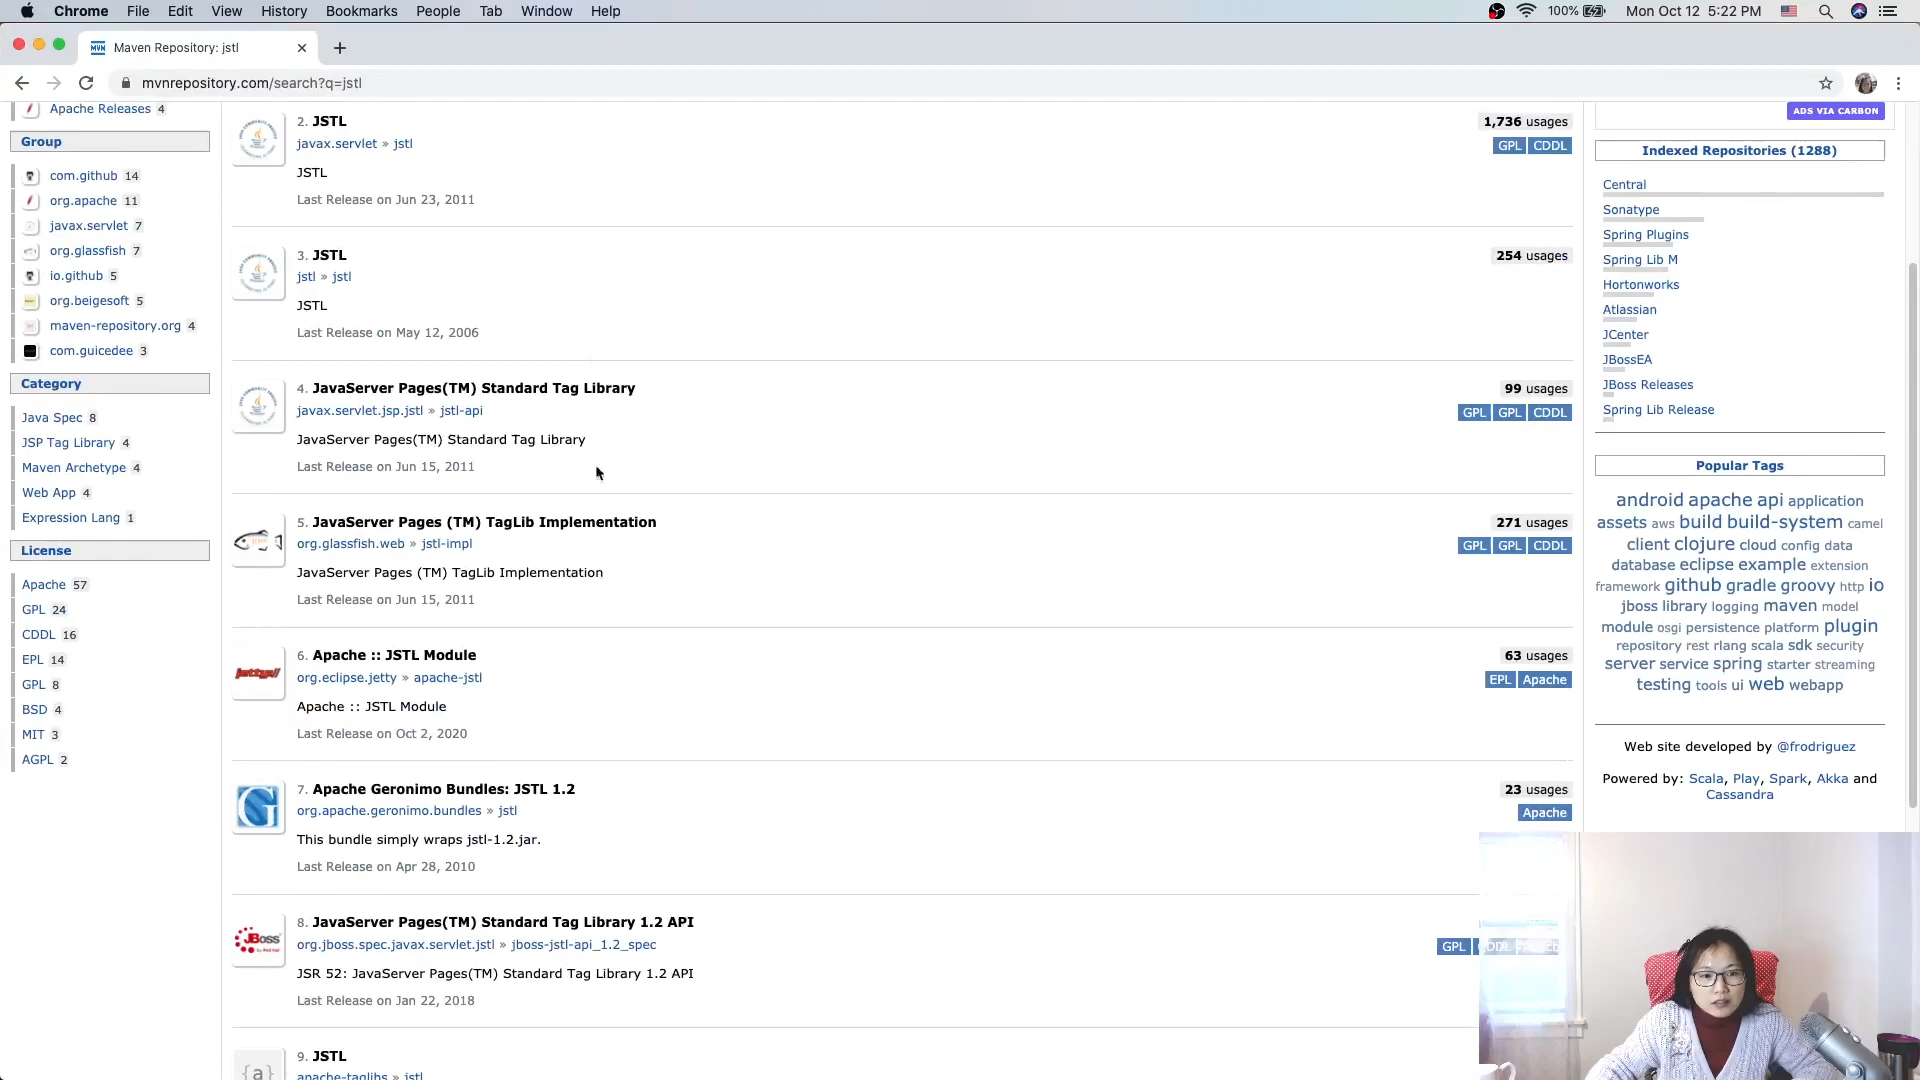 Chrome File Edit View History Bookmarks People Tab Window Help 100% Mon Oct 12 5:22 PM
Maven Repository: jstl
mvnrepository.com/search?q=jstl
Apache Releases 4
Group
com.github 14
org.apache 11
javax.servlet 7
org.glassfish 7
io.github 5
org.beigesoft 5
maven-repository.org 4
com.guicedee 3
Category
Java Spec 8
JSP Tag Library 4
Maven Archetype 4
Web App 4
Expression Lang 1
License
Apache 57
GPL 24
CDDL 16
EPL 14
GPL 8
BSD 4
MIT 3
AGPL 2
2. JSTL 1,736 usages
javax.servlet » jstl GPL CDDL
JSTL
Last Release on Jun 23, 2011
3. JSTL 254 usages
jstl » jstl
JSTL
Last Release on May 12, 2006
4. JavaServer Pages(TM) Standard Tag Library 99 usages
javax.servlet.jsp.jstl » jstl-api GPL GPL CDDL
JavaServer Pages(TM) Standard Tag Library
Last Release on Jun 15, 2011
5. JavaServer Pages (TM) TagLib Implementation 271 usages
org.glassfish.web » jstl-impl GPL GPL CDDL
JavaServer Pages (TM) TagLib Implementation
Last Release on Jun 15, 2011
6. Apache :: JSTL Module 63 usages
org.eclipse.jetty » apache-jstl EPL Apache
Apache :: JSTL Module
Last Release on Oct 2, 2020
7. Apache Geronimo Bundles: JSTL 1.2 23 usages
org.apache.geronimo.bundles » jstl Apache
This bundle simply wraps jstl-1.2.jar.
Last Release on Apr 28, 2010
8. JavaServer Pages(TM) Standard Tag Library 1.2 API
org.jboss.spec.javax.servlet.jstl » jboss-jstl-api_1.2_spec GPL
JSR 52: JavaServer Pages(TM) Standard Tag Library 1.2 API
Last Release on Jan 22, 2018
9. JSTL
apache-taglibs » jstl
jetty://
JBoss
{a}
ADS VIA CARBON
Indexed Repositories (1288)
Central
Sonatype
Spring Plugins
Spring Lib M
Hortonworks
Atlassian
JCenter
JBossEA
JBoss Releases
Spring Lib Release
Popular Tags
android apache api application
assets aws build build-system camel
client clojure cloud config data
database eclipse example extension
framework github gradle groovy http io
jboss library logging maven model
module osgi persistence platform plugin
repository rest rlang scala sdk security
server service spring starter streaming
testing tools ui web webapp
Web site developed by @frodriguez
Powered by: Scala, Play, Spark, Akka and
Cassandra